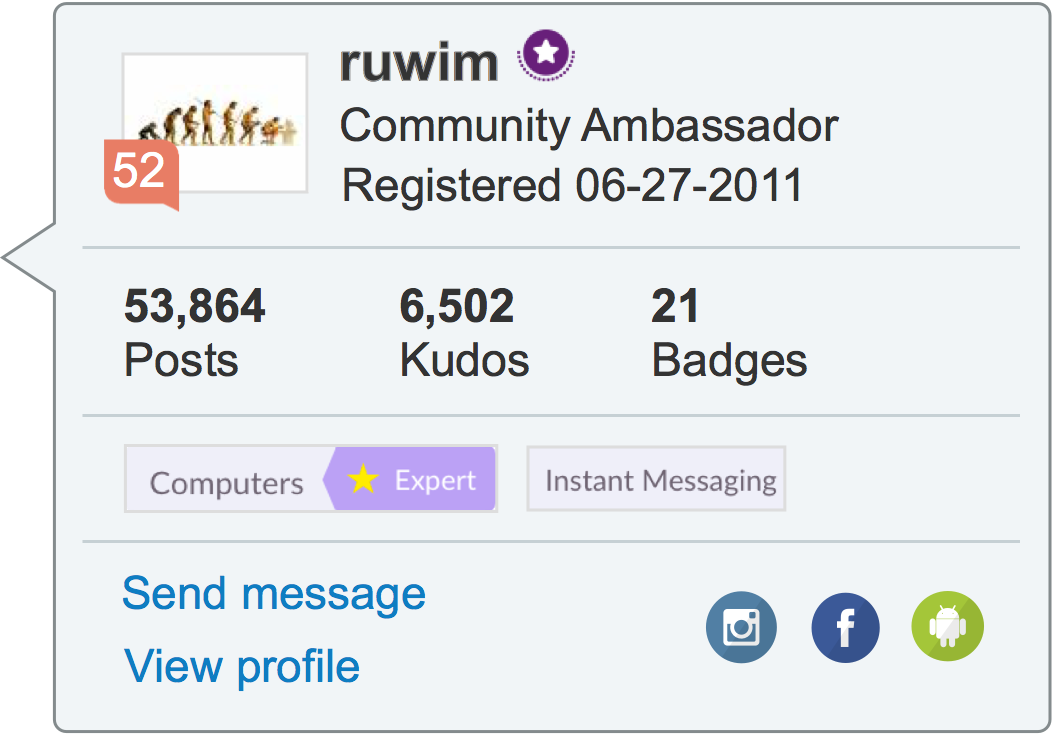 ruwim
Community Ambassador
52
Registered 06-27-2011
53,864 6,502 21
Posts Kudos Badges
Computers Expert Instant Messaging
Send message
f
View profile